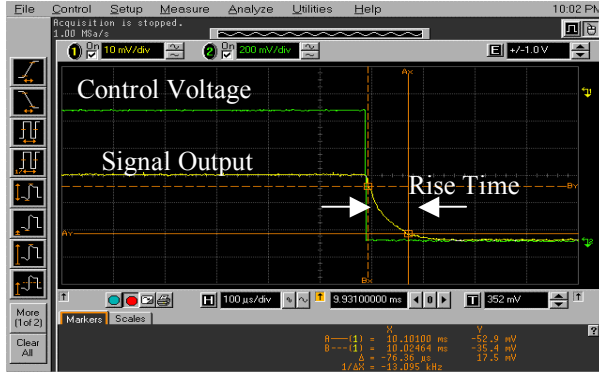 File Control Setup Measure Analyze Utilities Help 10:02 PM
Acquisition is stopped.
1.00 MSa/s
1 On 10 mV/div 2 On 200 mV/div E +/-1.0 V
Ax
Control Voltage
Signal Output
Rise Time
By
Ay
Bx
More
(1 of 2)
Clear
All
H 100 µs/div 9.93100000 ms 0 T 352 mV
Markers Scales
X Y
A---(1) = 10.10100 ms -52.9 mV
B---(1) = 10.02464 ms -35.4 mV
Δ = -76.36 µs 17.5 mV
1/ΔX = -13.095 kHz